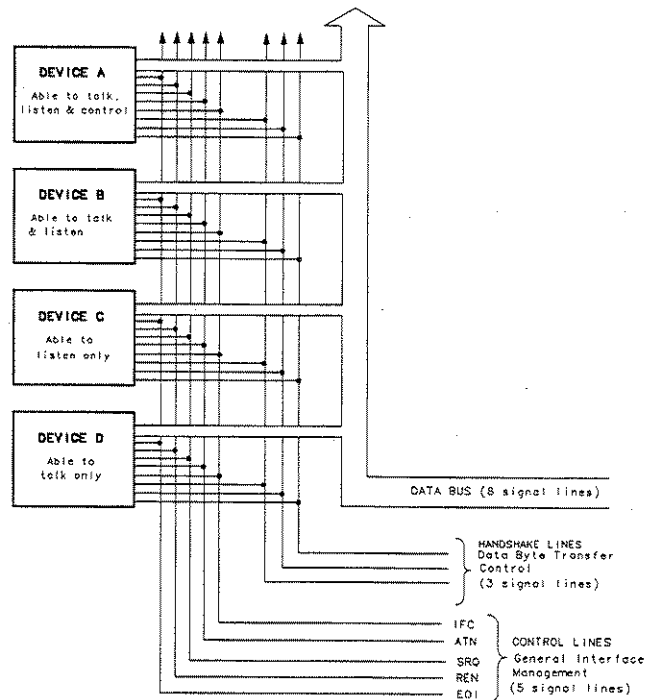 DEVICE A
Able to talk,
listen & control
DEVICE B
Able to talk
& listen
DEVICE C
Able to
listen only
DEVICE D
Able to
talk only
DATA BUS (8 signal lines)
HANDSHAKE LINES
Data Byte Transfer
Control
(3 signal lines)
IFC
ATN
SRQ
REN
EOI
CONTROL LINES
General Interface
Management
(5 signal lines)